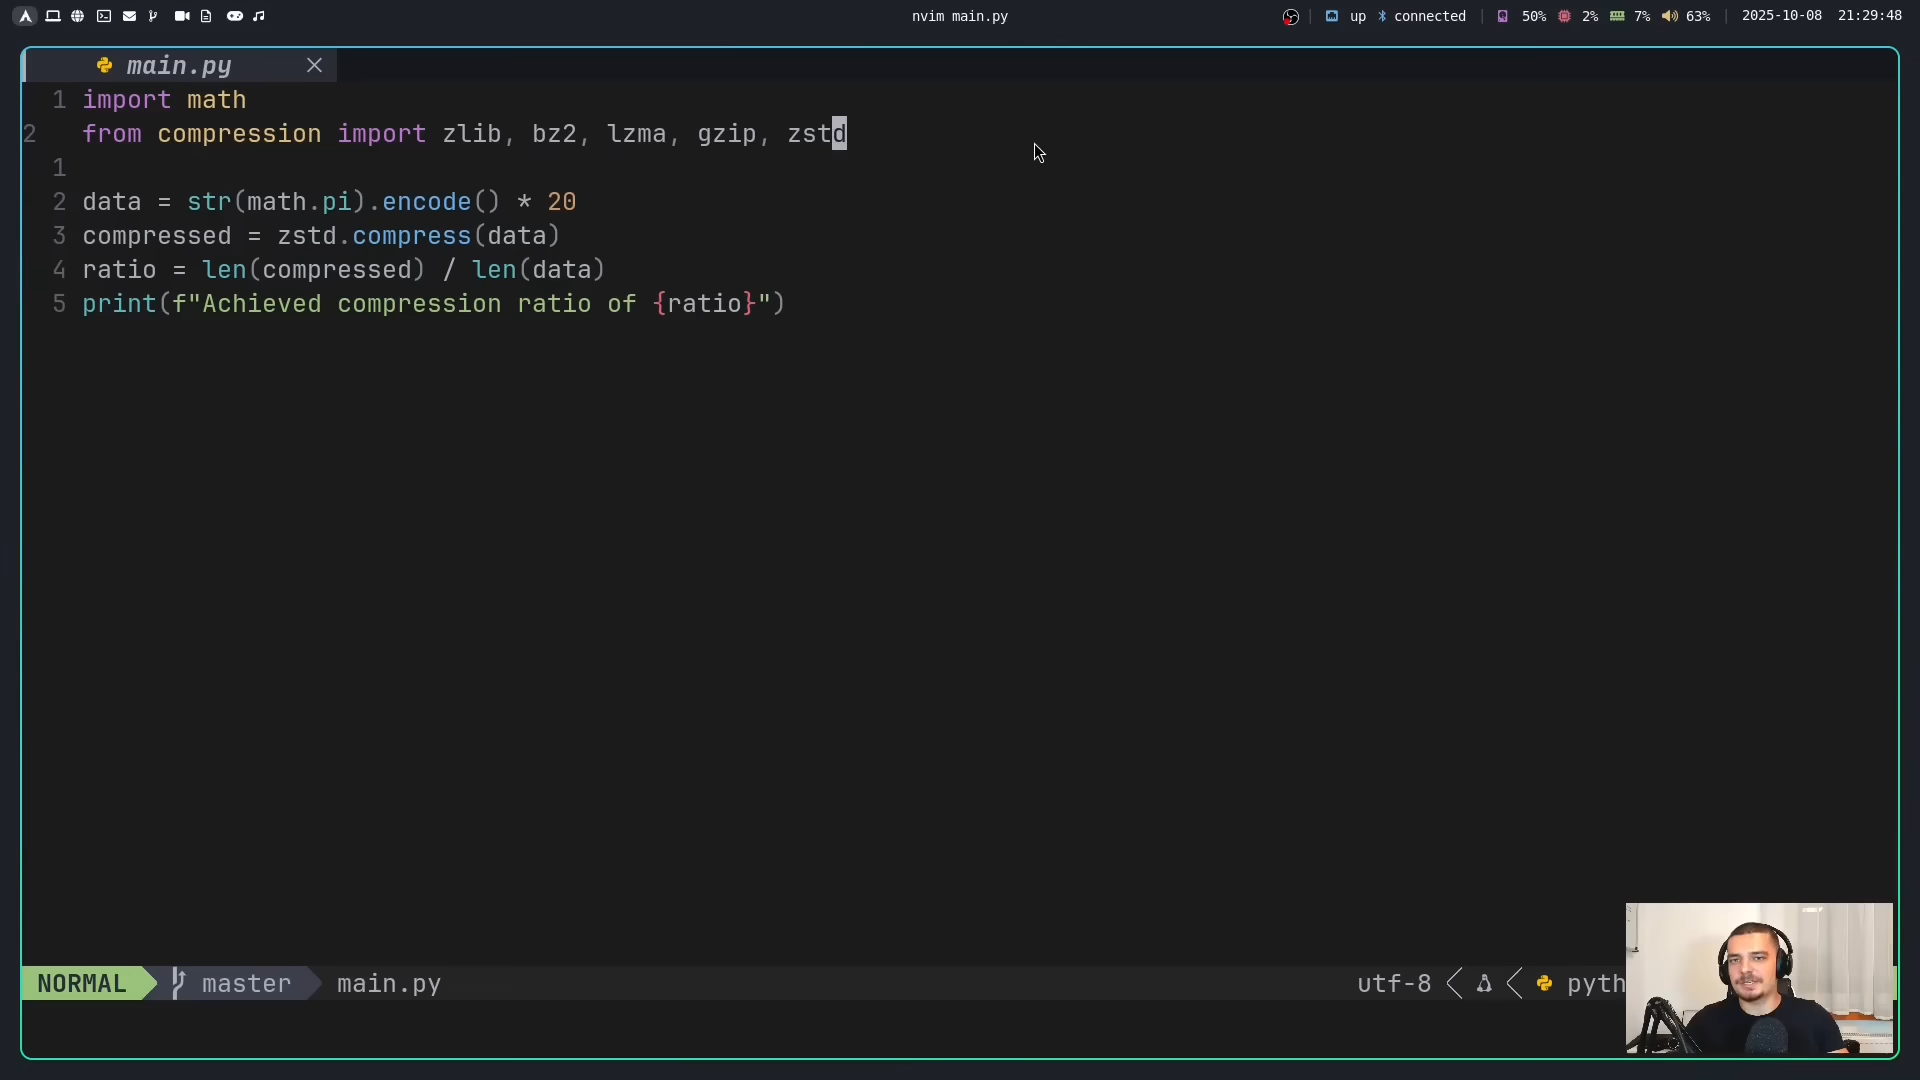 nvim main.py
up connected 50% 2% 7% 63% 2025-10-08 21:29:48
main.py
1 import math
2 from compression import zlib, bz2, lzma, gzip, zstd
1
2 data = str(math.pi).encode() * 20
3 compressed = zstd.compress(data)
4 ratio = len(compressed) / len(data)
5 print(f"Achieved compression ratio of {ratio}")
NORMAL master main.py utf-8 pyth